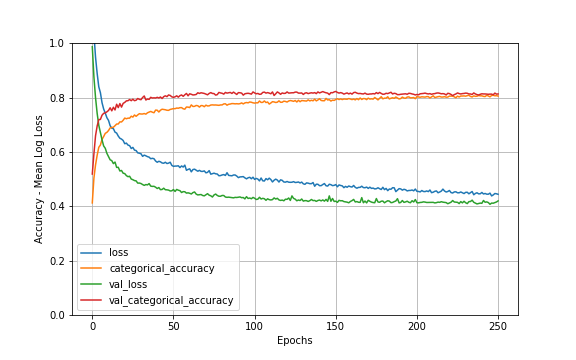 1.0
0.8
0.6
0.4
0.2
0.0
Accuracy - Mean Log Loss
loss
categorical_accuracy
val_loss
val_categorical_accuracy
0 50 100 150 200 250
Epochs